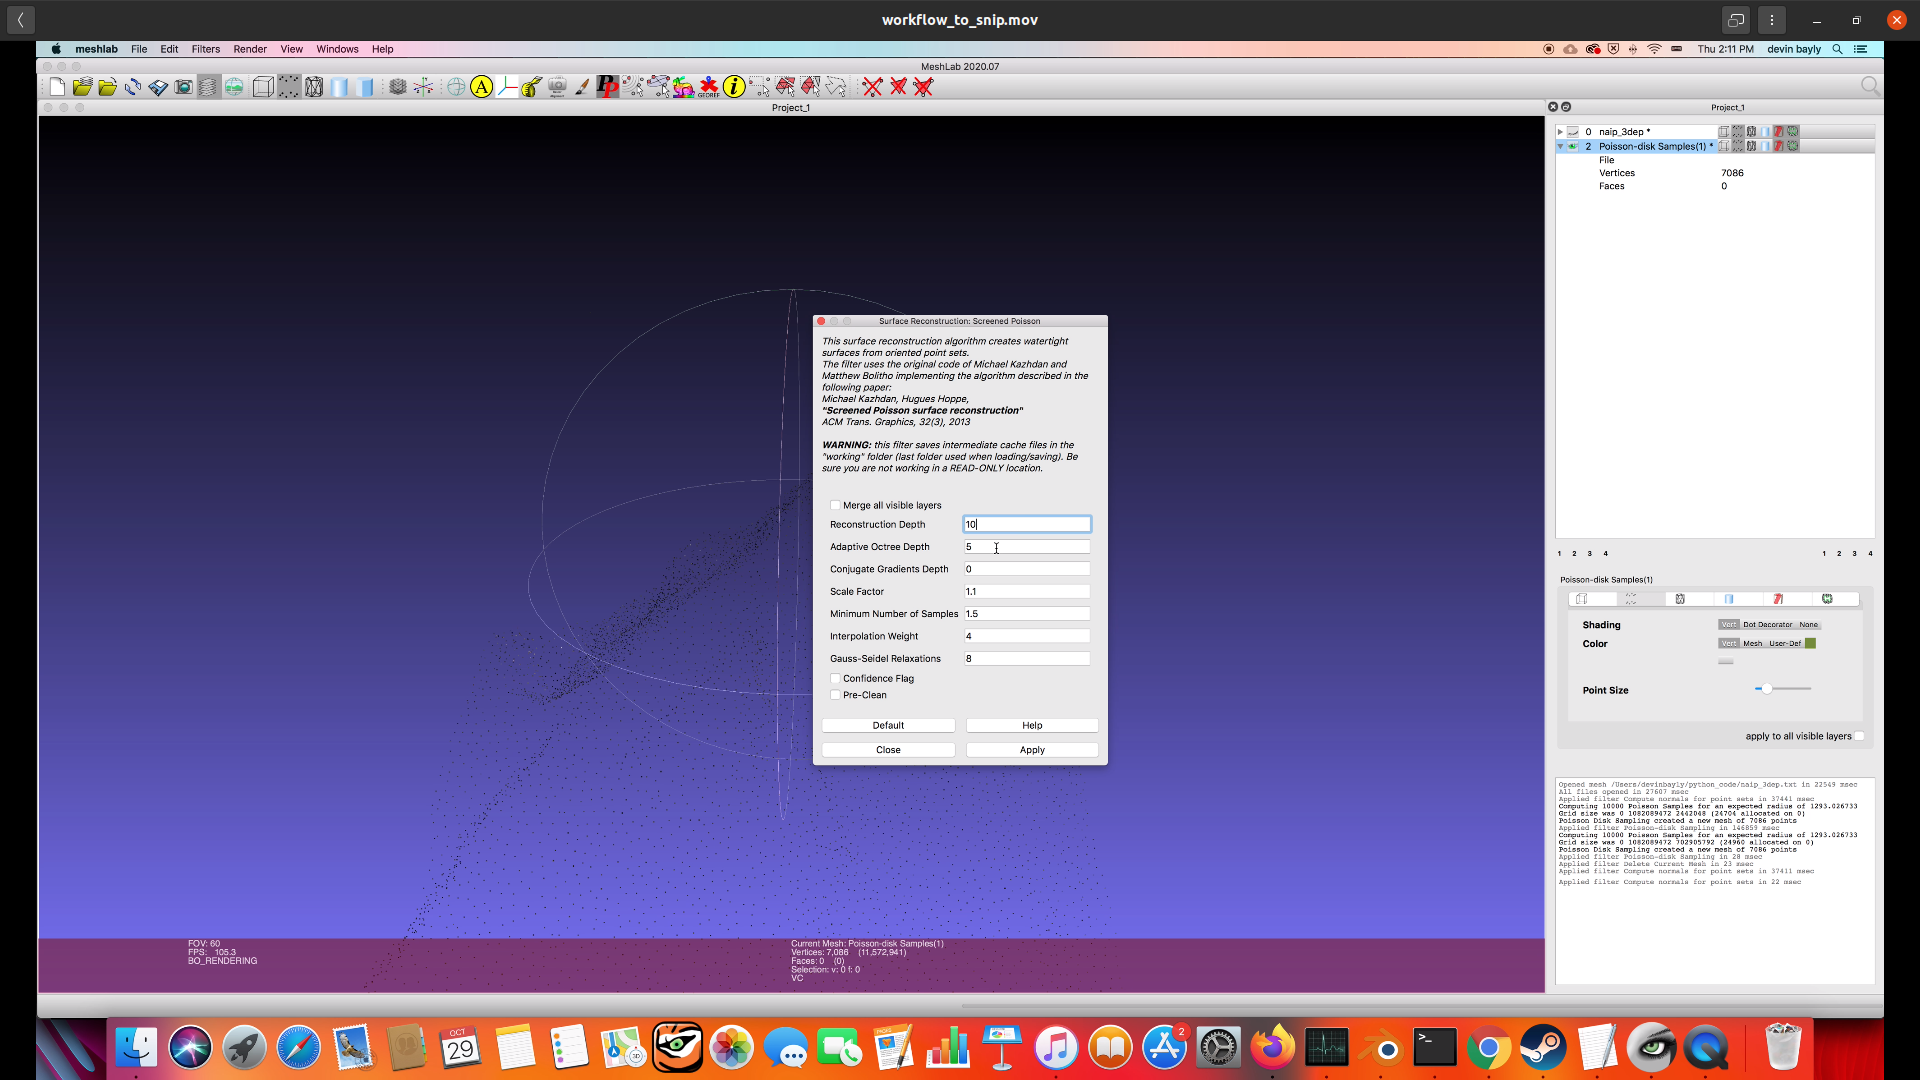 workflow_to_snip.mov
meshlab File Edit Filters Render View Windows Help
Thu 2:11 PM devin bayly
MeshLab 2020.07
A
PP
GEOREF
i
Project_1
Project_1
0 naip_3dep *
2 Poisson-disk Samples(1) *
File
Vertices 7086
Faces 0
1 2 3 4
1 2 3 4
Surface Reconstruction: Screened Poisson
This surface reconstruction algorithm creates watertight
surfaces from oriented point sets.
The filter uses the original code of Michael Kazhdan and
Matthew Bolitho implementing the algorithm described in the
following paper:
Michael Kazhdan, Hugues Hoppe,
"Screened Poisson surface reconstruction"
ACM Trans. Graphics, 32(3), 2013
WARNING: this filter saves intermediate cache files in the
"working" folder (last folder used when loading/saving). Be
sure you are not working in a READ-ONLY location.
Merge all visible layers
Reconstruction Depth 10
Adaptive Octree Depth 5
Conjugate Gradients Depth 0
Scale Factor 1.1
Minimum Number of Samples 1.5
Interpolation Weight 4
Gauss-Seidel Relaxations 8
Confidence Flag
Pre-Clean
Default Help
Close Apply
Poisson-disk Samples(1)
Shading Vert Dot Decorator None
Color Vert Mesh User-Def
Point Size
apply to all visible layers
Opened mesh /Users/devinbayly/python_code/naip_3dep.txt in 22549 msec
All files opened in 27607 msec
Applied filter Compute normals for point sets in 37441 msec
Computing 10000 Poisson Samples for an expected radius of 1293.026733
Grid size was 0 1082089472 2442048 (24704 allocated on 0)
Poisson Disk Sampling created a new mesh of 7086 points
Applied filter Poisson-disk Sampling in 146859 msec
Computing 10000 Poisson Samples for an expected radius of 1293.026733
Grid size was 0 1082089472 702905792 (24960 allocated on 0)
Poisson Disk Sampling created a new mesh of 7086 points
Applied filter Poisson-disk Sampling in 28 msec
Applied filter Delete Current Mesh in 23 msec
Applied filter Compute normals for point sets in 37411 msec
Applied filter Compute normals for point sets in 22 msec
FOV: 60
FPS: 105.3
BO_RENDERING
Current Mesh: Poisson-disk Samples(1)
Vertices: 7,086 (11,572,941)
Faces: 0 (0)
Selection: v: 0 f: 0
VC
OCT
29
3D
2